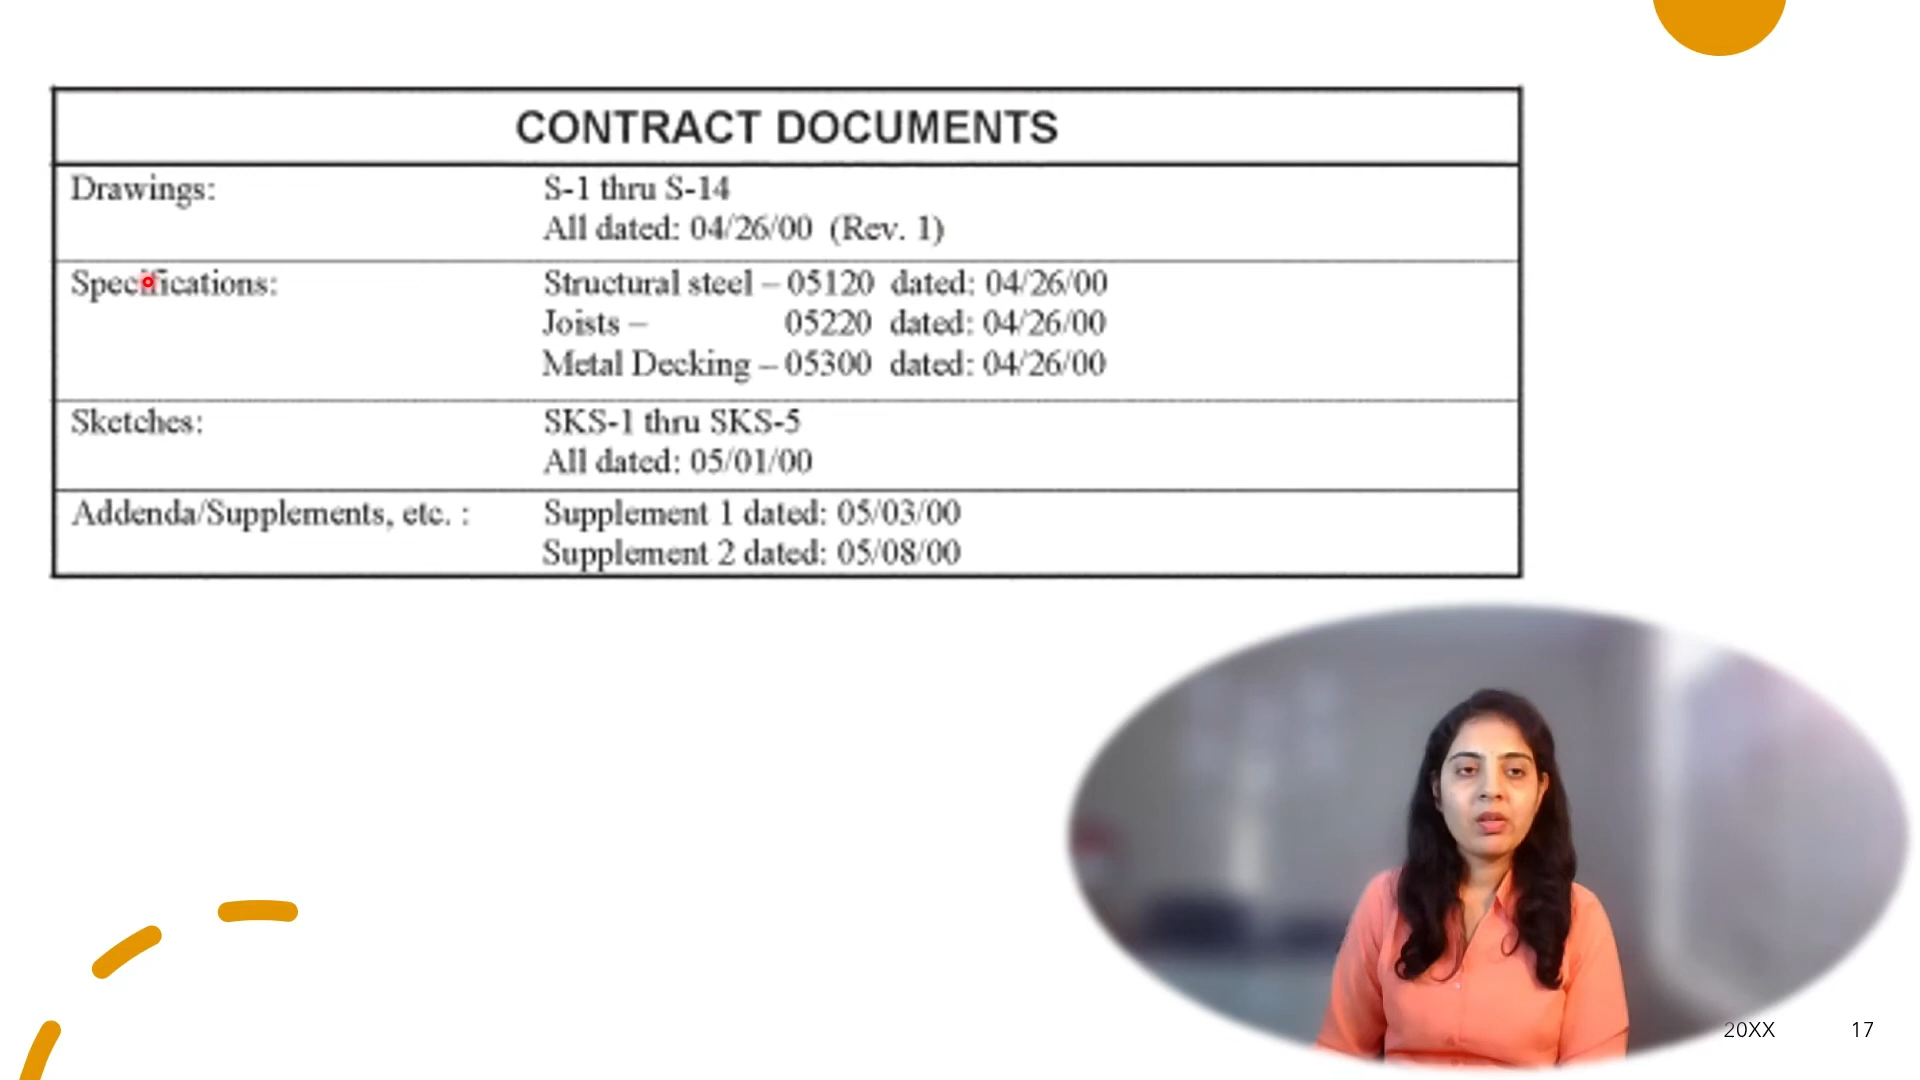 CONTRACT DOCUMENTS
Drawings: S-1 thru S-14
All dated: 04/26/00 (Rev. 1)
Specifications: Structural steel – 05120 dated: 04/26/00
Joists – 05220 dated: 04/26/00
Metal Decking – 05300 dated: 04/26/00
Sketches: SKS-1 thru SKS-5
All dated: 05/01/00
Addenda/Supplements, etc. : Supplement 1 dated: 05/03/00
Supplement 2 dated: 05/08/00
20XX 17